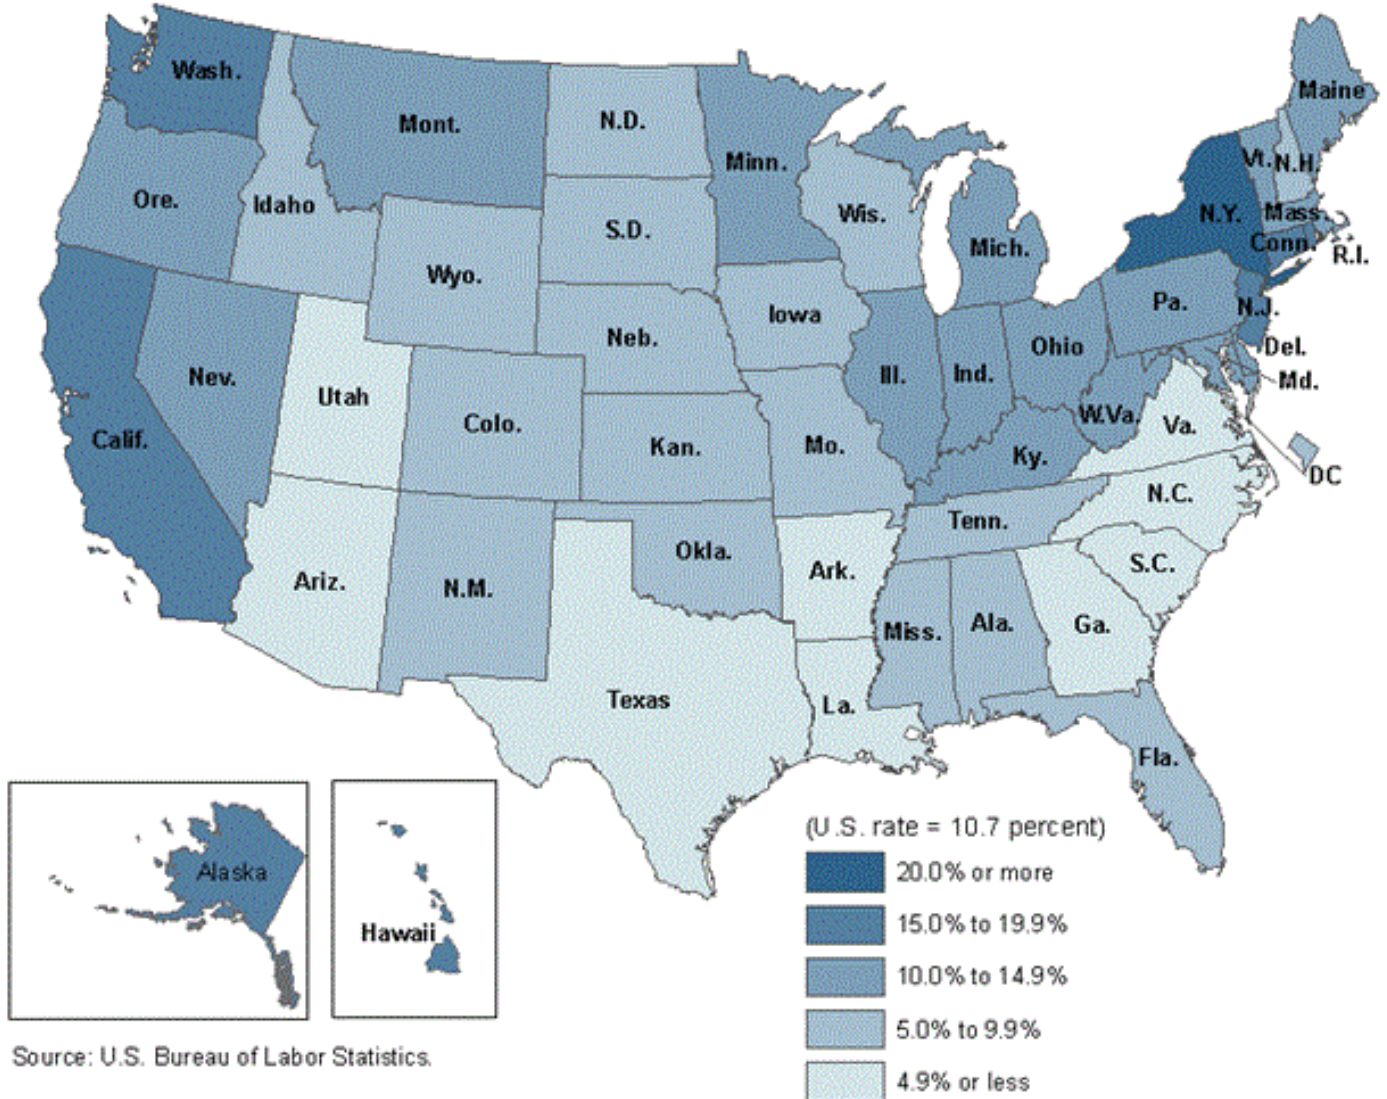 Wash.
Mont.
N.D.
Minn.
Maine
Vt.
N.H.
Ore.
Idaho
S.D.
Wis.
Mich.
N.Y.
Mass.
Conn.
R.I.
Wyo.
Iowa
Neb.
Pa.
N.J.
Ohio
Del.
Nev.
Utah
Ill.
Ind.
Md.
Calif.
Colo.
Kan.
Mo.
Ky.
W.Va.
Va.
DC
N.C.
Tenn.
Okla.
Ariz.
N.M.
Ark.
S.C.
Miss.
Ala.
Ga.
Texas
La.
Fla.
Alaska
Hawaii
(U.S. rate = 10.7 percent)
20.0% or more
15.0% to 19.9%
10.0% to 14.9%
5.0% to 9.9%
4.9% or less
Source: U.S. Bureau of Labor Statistics.